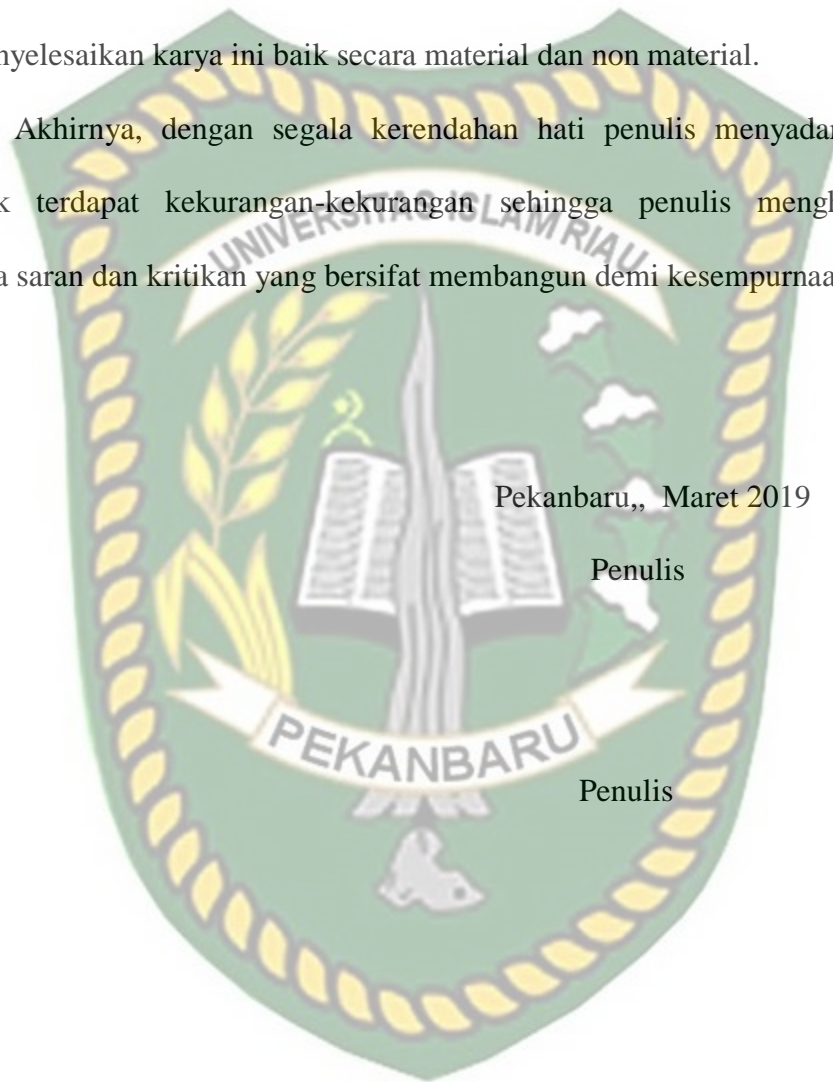 nyelesaikan karya ini baik secara material dan non material.
Akhirnya, dengan segala kerendahan hati penulis menyadar
k terdapat kekurangan-kekurangan sehingga penulis mengh
a saran dan kritikan yang bersifat membangun demi kesempurnaa
UNIVERSITAS ISLAM RIAU
Pekanbaru,, Maret 2019
Penulis
PEKANBARU
Penulis